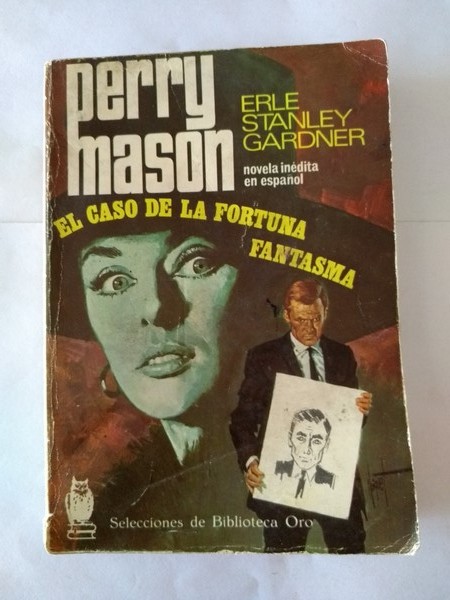 perry
mason
ERLE
STANLEY
GARDNER
novela inédita
en español
EL CASO DE LA FORTUNA
FANTASMA
Selecciones de Biblioteca Oro